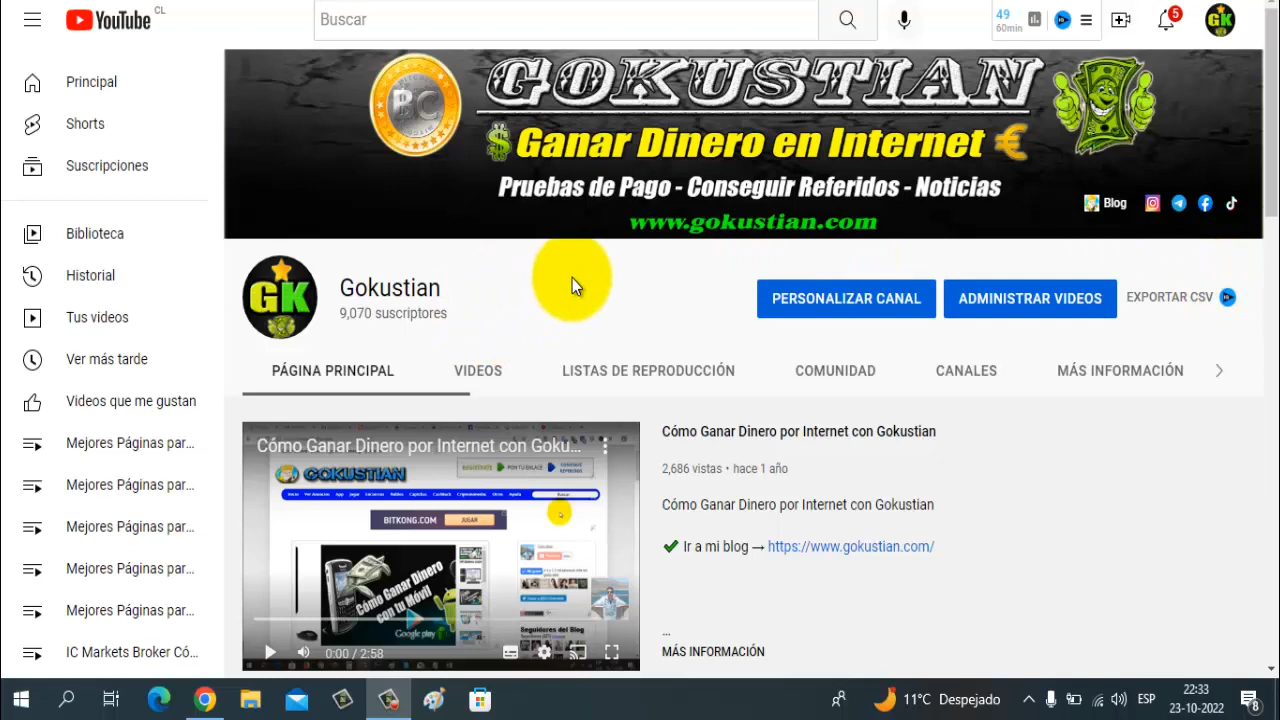 YouTube CL
Buscar
49
60min
5
GK
Principal
Shorts
Suscripciones
Biblioteca
Historial
Tus videos
Ver más tarde
Videos que me gustan
Mejores Páginas par...
Mejores Páginas par...
Mejores Páginas par...
Mejores Páginas par...
Mejores Páginas par...
IC Markets Broker Có...
GOKUSTIAN
$ Ganar Dinero en Internet €
Pruebas de Pago - Conseguir Referidos - Noticias
www.gokustian.com
Blog
GK
Gokustian
9,070 suscriptores
PERSONALIZAR CANAL
ADMINISTRAR VIDEOS
EXPORTAR CSV
PÁGINA PRINCIPAL
VIDEOS
LISTAS DE REPRODUCCIÓN
COMUNIDAD
CANALES
MÁS INFORMACIÓN
Cómo Ganar Dinero por Internet con Goku...
GOKUSTIAN
BITKONG.COM
JUGAR
Cómo Ganar Dinero
con tu Móvil
Google play
0:00 / 2:58
Cómo Ganar Dinero por Internet con Gokustian
2,686 vistas • hace 1 año
Cómo Ganar Dinero por Internet con Gokustian
✔ Ir a mi blog → https://www.gokustian.com/
...
MÁS INFORMACIÓN
11°C Despejado
ESP
22:33
23-10-2022
8